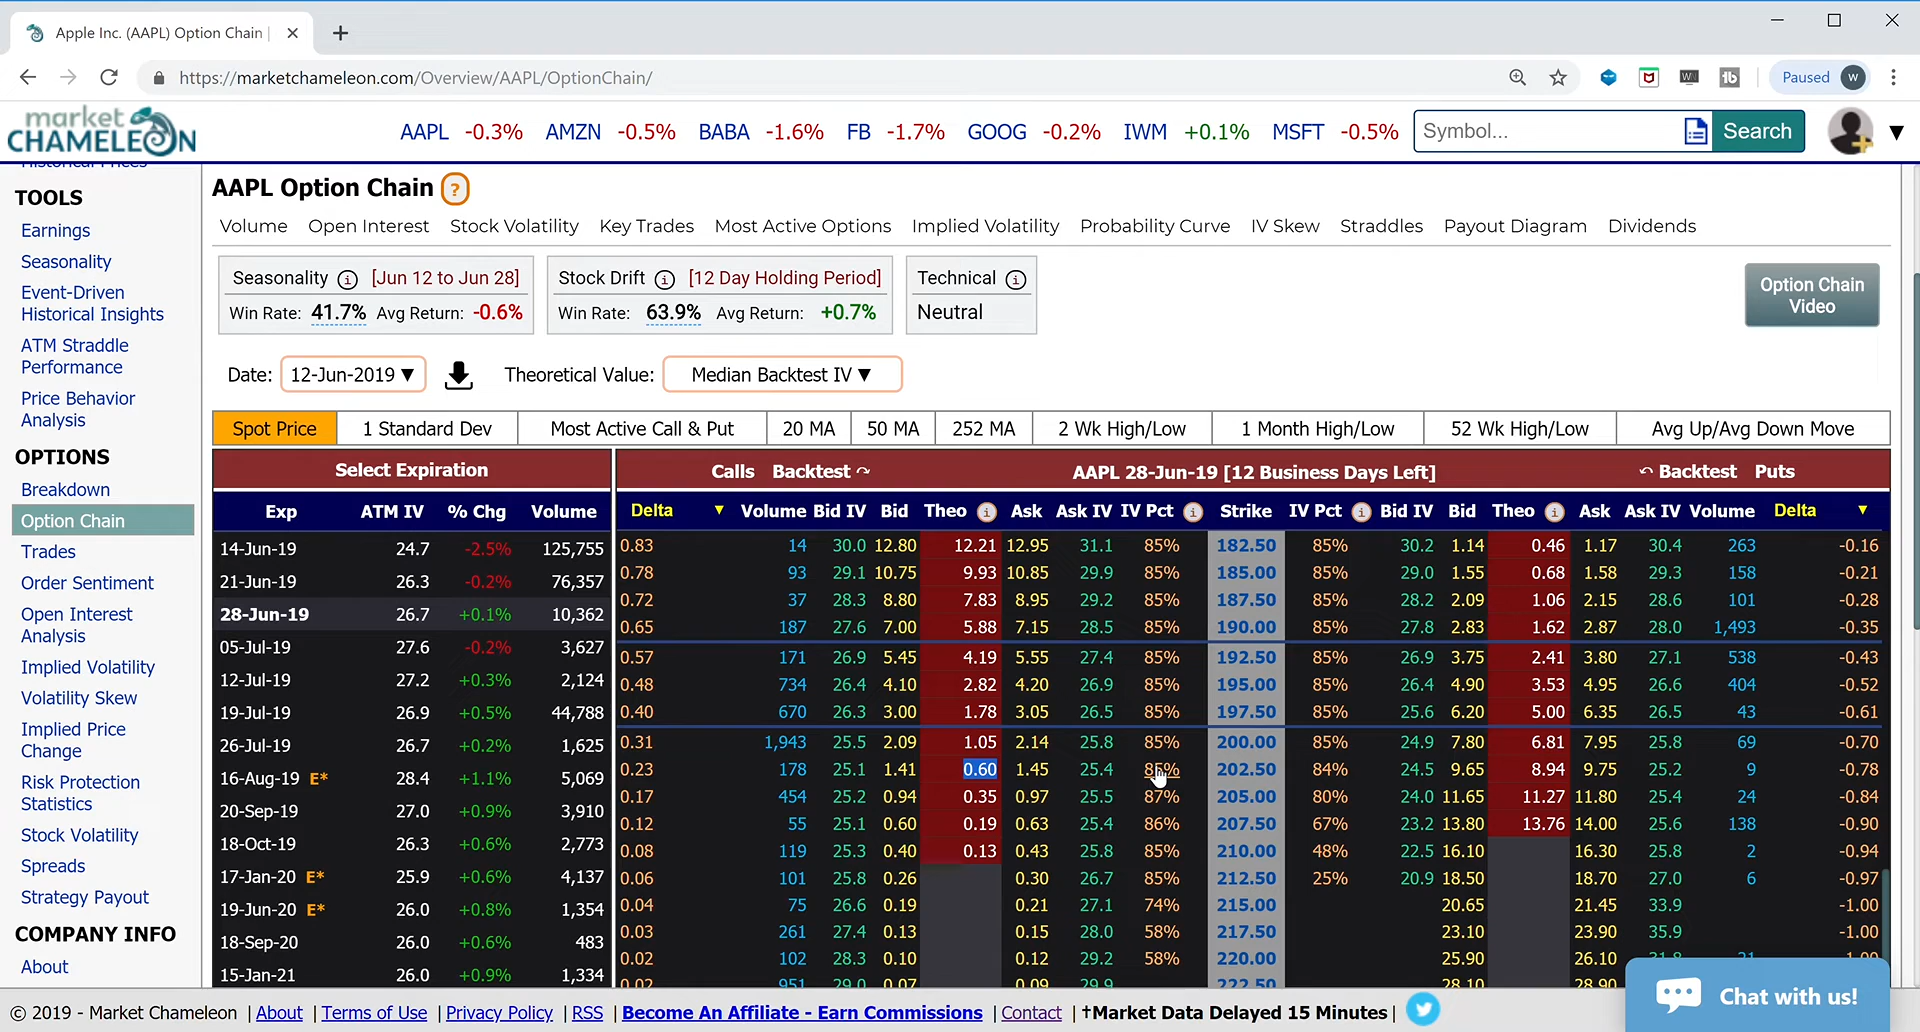 Apple Inc. (AAPL) Option Chain |
https://marketchameleon.com/Overview/AAPL/OptionChain/
Paused W
market
CHAMELEON
AAPL -0.3% AMZN -0.5% BABA -1.6% FB -1.7% GOOG -0.2% IWM +0.1% MSFT -0.5% Symbol... Search
Historical Prices
TOOLS
Earnings
Seasonality
Event-Driven
Historical Insights
ATM Straddle
Performance
Price Behavior
Analysis
OPTIONS
Breakdown
Option Chain
Trades
Order Sentiment
Open Interest
Analysis
Implied Volatility
Volatility Skew
Implied Price
Change
Risk Protection
Statistics
Stock Volatility
Spreads
Strategy Payout
COMPANY INFO
About
AAPL Option Chain ?
Volume Open Interest Stock Volatility Key Trades Most Active Options Implied Volatility Probability Curve IV Skew Straddles Payout Diagram Dividends
Seasonality i [Jun 12 to Jun 28]
Win Rate: 41.7% Avg Return: -0.6%
Stock Drift i [12 Day Holding Period]
Win Rate: 63.9% Avg Return: +0.7%
Technical i
Neutral
Option Chain
Video
Date: 12-Jun-2019 ▼ Theoretical Value: Median Backtest IV ▼
Spot Price 1 Standard Dev Most Active Call & Put 20 MA 50 MA 252 MA 2 Wk High/Low 1 Month High/Low 52 Wk High/Low Avg Up/Avg Down Move
Select Expiration
Exp ATM IV % Chg Volume
14-Jun-19 24.7 -2.5% 125,755
21-Jun-19 26.3 -0.2% 76,357
28-Jun-19 26.7 +0.1% 10,362
05-Jul-19 27.6 -0.2% 3,627
12-Jul-19 27.2 +0.3% 2,124
19-Jul-19 26.9 +0.5% 44,788
26-Jul-19 26.7 +0.2% 1,625
16-Aug-19 E* 28.4 +1.1% 5,069
20-Sep-19 27.0 +0.9% 3,910
18-Oct-19 26.3 +0.6% 2,773
17-Jan-20 E* 25.9 +0.6% 4,137
19-Jun-20 E* 26.0 +0.8% 1,354
18-Sep-20 26.0 +0.6% 483
15-Jan-21 26.0 +0.9% 1,334
Calls Backtest AAPL 28-Jun-19 [12 Business Days Left] Backtest Puts
Delta ▼ Volume Bid IV Bid Theo i Ask Ask IV IV Pct i Strike IV Pct i Bid IV Bid Theo i Ask Ask IV Volume Delta ▼
0.83 14 30.0 12.80 12.21 12.95 31.1 85% 182.50 85% 30.2 1.14 0.46 1.17 30.4 263 -0.16
0.78 93 29.1 10.75 9.93 10.85 29.9 85% 185.00 85% 29.0 1.55 0.68 1.58 29.3 158 -0.21
0.72 37 28.3 8.80 7.83 8.95 29.2 85% 187.50 85% 28.2 2.09 1.06 2.15 28.6 101 -0.28
0.65 187 27.6 7.00 5.88 7.15 28.5 85% 190.00 85% 27.8 2.83 1.62 2.87 28.0 1,493 -0.35
0.57 171 26.9 5.45 4.19 5.55 27.4 85% 192.50 85% 26.9 3.75 2.41 3.80 27.1 538 -0.43
0.48 734 26.4 4.10 2.82 4.20 26.9 85% 195.00 85% 26.4 4.90 3.53 4.95 26.6 404 -0.52
0.40 670 26.3 3.00 1.78 3.05 26.5 85% 197.50 85% 25.6 6.20 5.00 6.35 26.5 43 -0.61
0.31 1,943 25.5 2.09 1.05 2.14 25.8 85% 200.00 85% 24.9 7.80 6.81 7.95 25.8 69 -0.70
0.23 178 25.1 1.41 0.60 1.45 25.4 85% 202.50 84% 24.5 9.65 8.94 9.75 25.2 9 -0.78
0.17 454 25.2 0.94 0.35 0.97 25.5 87% 205.00 80% 24.0 11.65 11.27 11.80 25.4 24 -0.84
0.12 55 25.1 0.60 0.19 0.63 25.4 86% 207.50 67% 23.2 13.80 13.76 14.00 25.6 138 -0.90
0.08 119 25.3 0.40 0.13 0.43 25.8 85% 210.00 48% 22.5 16.10 16.30 25.8 2 -0.94
0.06 101 25.8 0.26 0.30 26.7 85% 212.50 25% 20.9 18.50 18.70 27.0 6 -0.97
0.04 75 26.6 0.19 0.21 27.1 74% 215.00 20.65 21.45 33.9 -1.00
0.03 261 27.4 0.13 0.15 28.0 58% 217.50 23.10 23.90 35.9 -1.00
0.02 102 28.3 0.10 0.12 29.2 58% 220.00 25.90 26.10 31.8 21 -1.00
0.02 951 29.0 0.07 0.09 29.9 222.50 28.10 28.90
Chat with us!
© 2019 - Market Chameleon | About | Terms of Use | Privacy Policy | RSS | Become An Affiliate - Earn Commissions | Contact | †Market Data Delayed 15 Minutes |